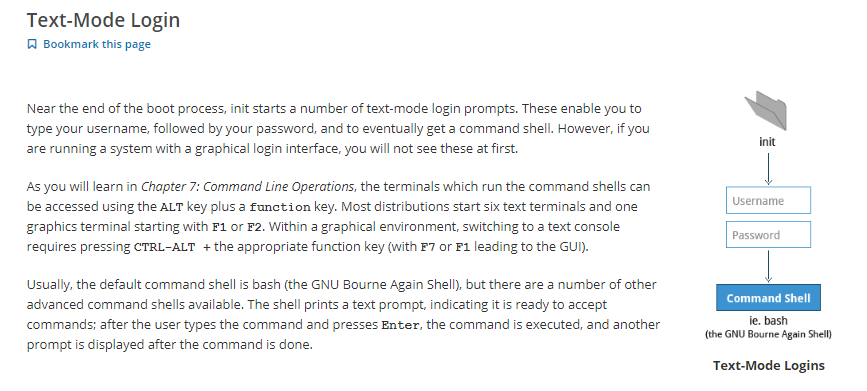 Text-Mode Login
Bookmark this page
Near the end of the boot process, init starts a number of text-mode login prompts. These enable you to
type your username, followed by your password, and to eventually get a command shell. However, if you
are running a system with a graphical login interface, you will not see these at first.
As you will learn in Chapter 7: Command Line Operations, the terminals which run the command shells can
be accessed using the ALT key plus a function key. Most distributions start six text terminals and one
graphics terminal starting with F1 or F2. Within a graphical environment, switching to a text console
requires pressing CTRL-ALT + the appropriate function key (with F7 or F1 leading to the GUI).
Usually, the default command shell is bash (the GNU Bourne Again Shell), but there are a number of other
advanced command shells available. The shell prints a text prompt, indicating it is ready to accept
commands; after the user types the command and presses Enter, the command is executed, and another
prompt is displayed after the command is done.
init
Username
Password
Command Shell
ie. bash
(the GNU Bourne Again Shell)
Text-Mode Logins